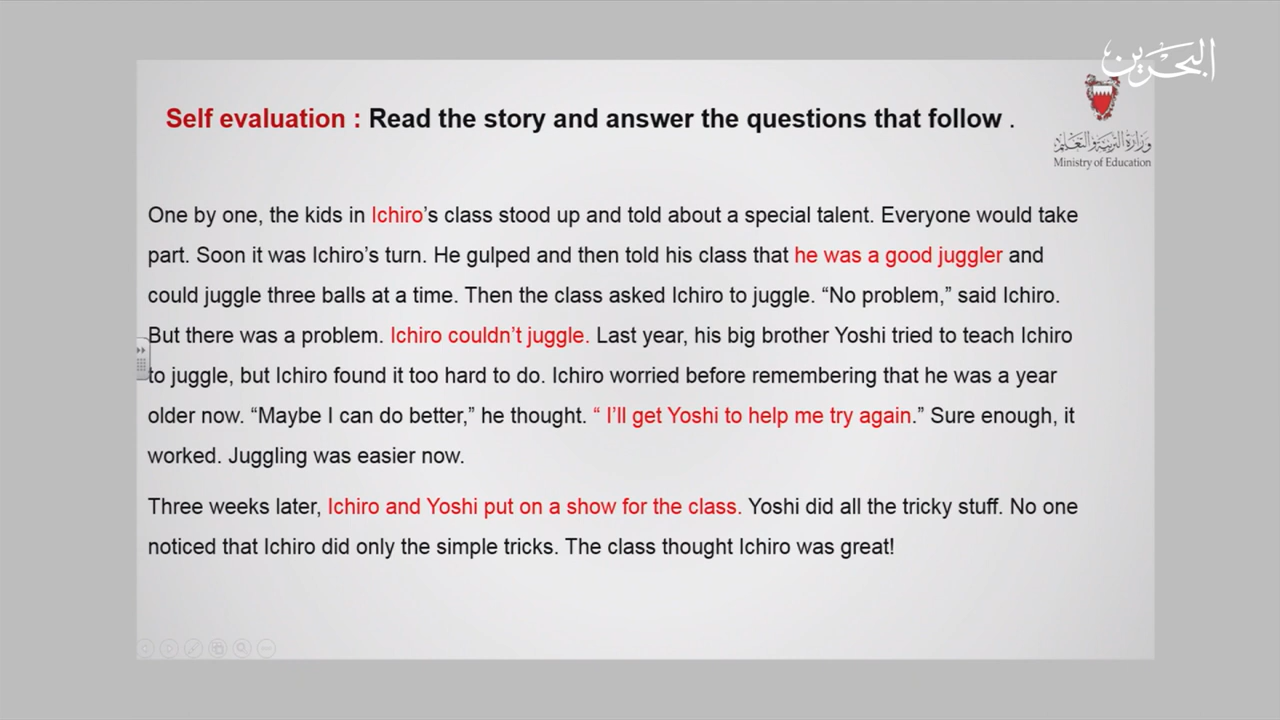 البحرين
Self evaluation : Read the story and answer the questions that follow .
وزارة التربية والتعليم
Ministry of Education
One by one, the kids in Ichiro’s class stood up and told about a special talent. Everyone would take
part. Soon it was Ichiro’s turn. He gulped and then told his class that he was a good juggler and
could juggle three balls at a time. Then the class asked Ichiro to juggle. “No problem,” said Ichiro.
But there was a problem. Ichiro couldn’t juggle. Last year, his big brother Yoshi tried to teach Ichiro
to juggle, but Ichiro found it too hard to do. Ichiro worried before remembering that he was a year
older now. “Maybe I can do better,” he thought. “ I’ll get Yoshi to help me try again.” Sure enough, it
worked. Juggling was easier now.
Three weeks later, Ichiro and Yoshi put on a show for the class. Yoshi did all the tricky stuff. No one
noticed that Ichiro did only the simple tricks. The class thought Ichiro was great!